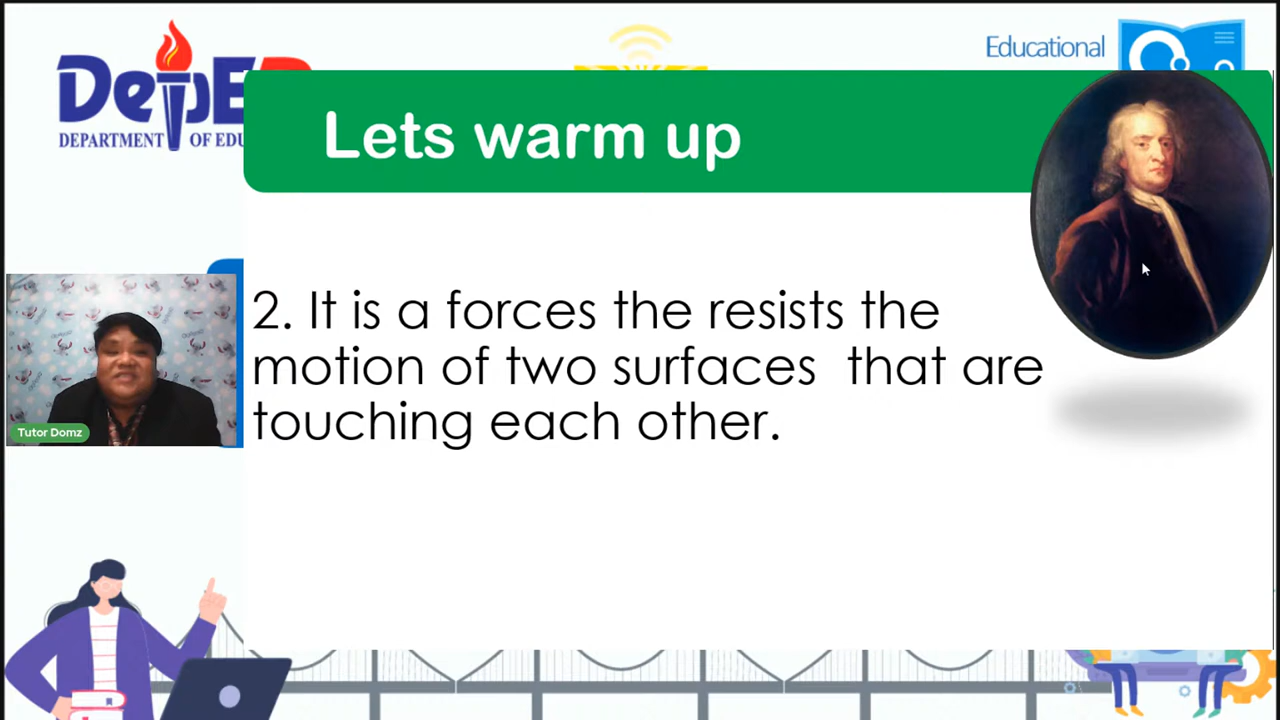 DepE
DEPARTMENT OF EDU
Educational
Lets warm up
2. It is a forces the resists the
motion of two surfaces that are
touching each other.
Tutor Domz